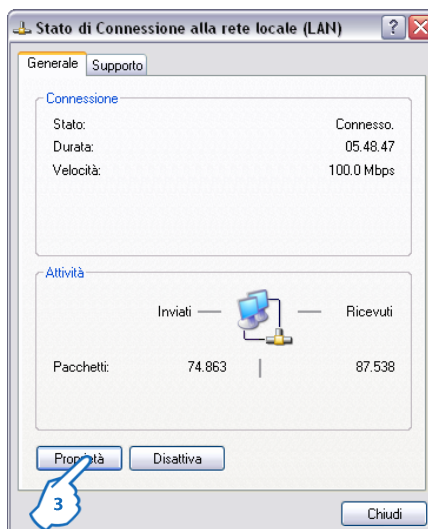 Stato di Connessione alla rete locale (LAN)
Generale Supporto
Connessione
Stato: Connesso.
Durata: 05.48.47
Velocità: 100.0 Mbps
Attività
Inviati Ricevuti
Pacchetti: 74.863 87.538
Proprietà Disattiva
3
Chiudi